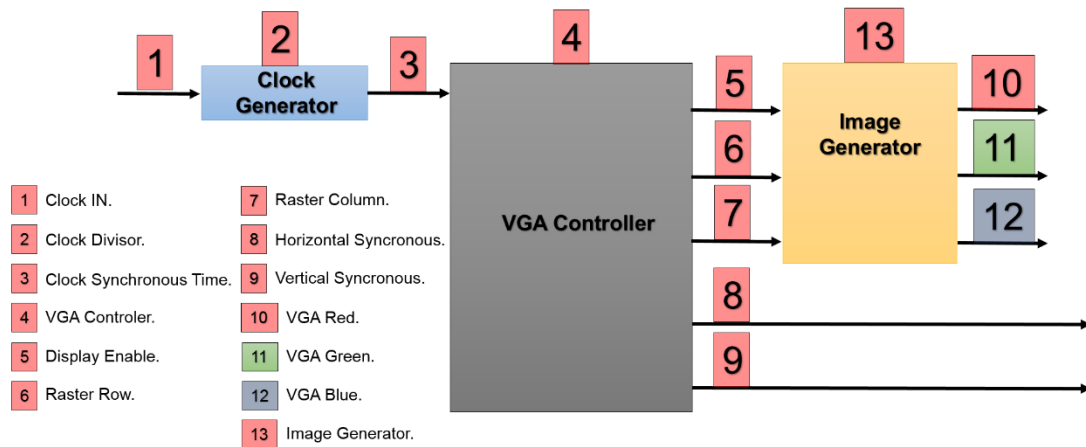 1
2
3
4
5
6
7
8
9
10
11
12
13
Clock
Generator
VGA Controller
Image
Generator
1 Clock IN.
2 Clock Divisor.
3 Clock Synchronous Time.
4 VGA Controler.
5 Display Enable.
6 Raster Row.
7 Raster Column.
8 Horizontal Syncronous.
9 Vertical Syncronous.
10 VGA Red.
11 VGA Green.
12 VGA Blue.
13 Image Generator.